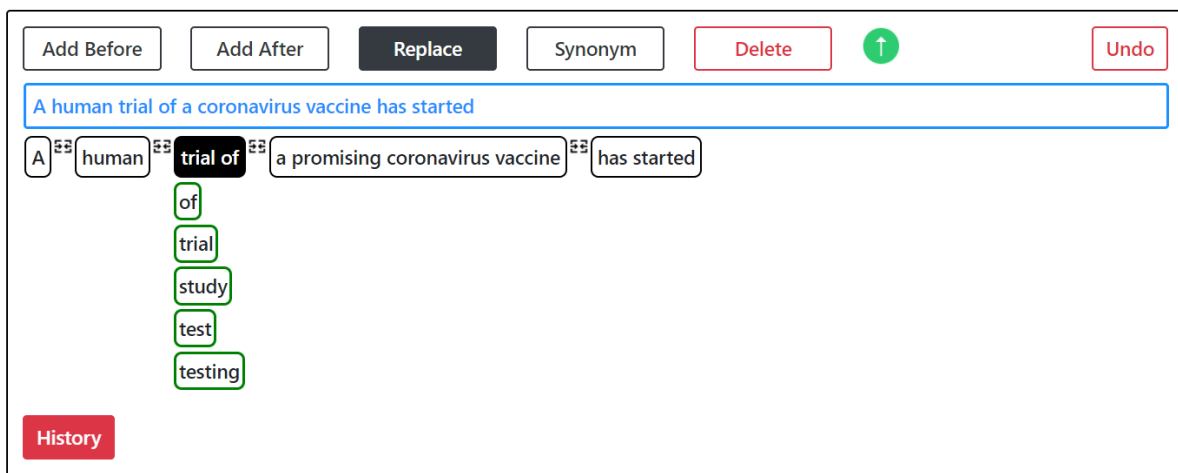 Add Before Add After Replace Synonym Delete ↑ Undo
A human trial of a coronavirus vaccine has started
A human trial of a promising coronavirus vaccine has started
of
trial
study
test
testing
History